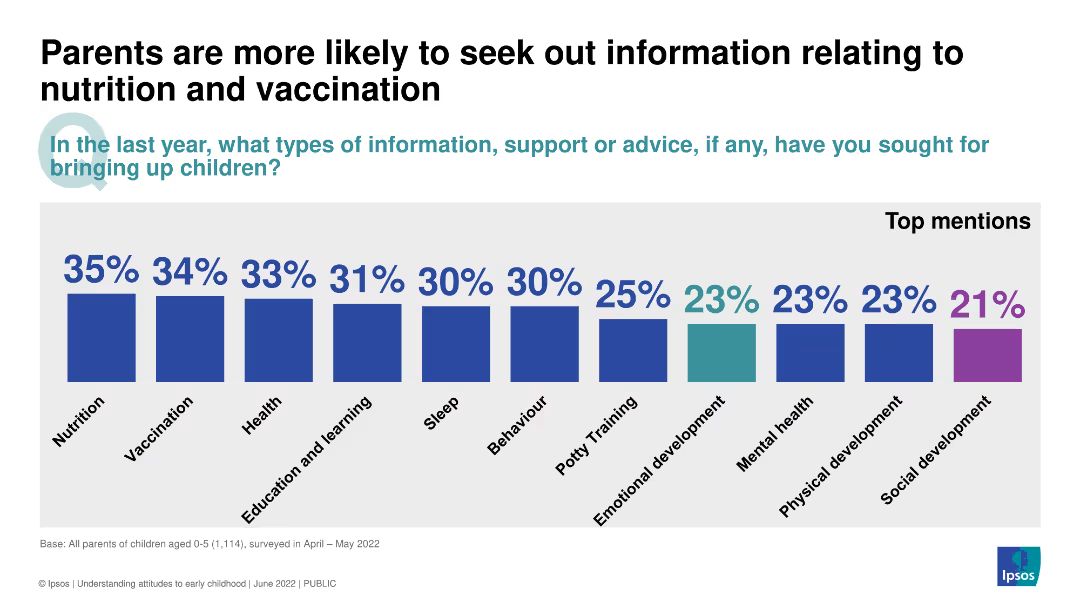 Parents are more likely to seek out information relating to
nutrition and vaccination
Q
In the last year, what types of information, support or advice, if any, have you sought for
bringing up children?
Top mentions
35% 34% 33% 31% 30% 30% 25% 23% 23% 23% 21%
Nutrition
Vaccination
Health
Education and learning
Sleep
Behaviour
Potty Training
Emotional development
Mental health
Physical development
Social development
Base: All parents of children aged 0-5 (1,114), surveyed in April – May 2022
© Ipsos | Understanding attitudes to early childhood | June 2022 | PUBLIC
Ipsos